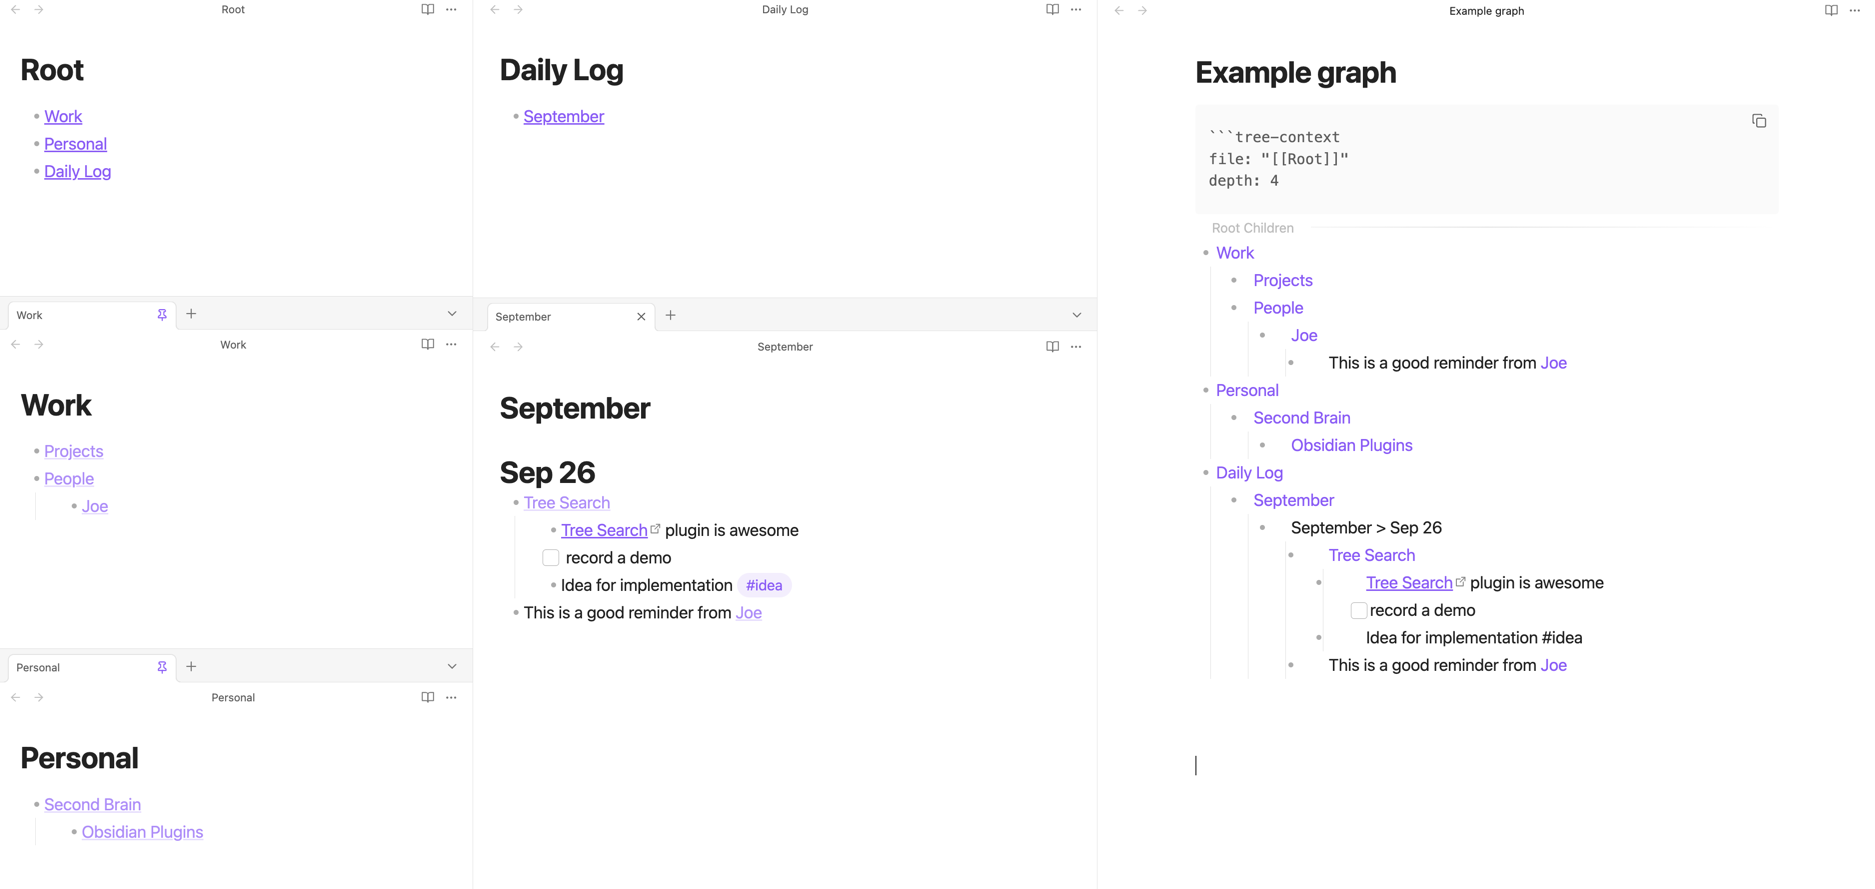 Root
Root
Work
Personal
Daily Log
Work
Work
Work
Projects
People
Joe
Personal
Personal
Personal
Second Brain
Obsidian Plugins
Daily Log
Daily Log
September
September
September
September
Sep 26
Tree Search
Tree Search plugin is awesome
record a demo
Idea for implementation #idea
This is a good reminder from Joe
Example graph
Example graph
```tree-context
file: "[[Root]]"
depth: 4
Root Children
Work
Projects
People
Joe
This is a good reminder from Joe
Personal
Second Brain
Obsidian Plugins
Daily Log
September
September > Sep 26
Tree Search
Tree Search plugin is awesome
record a demo
Idea for implementation #idea
This is a good reminder from Joe